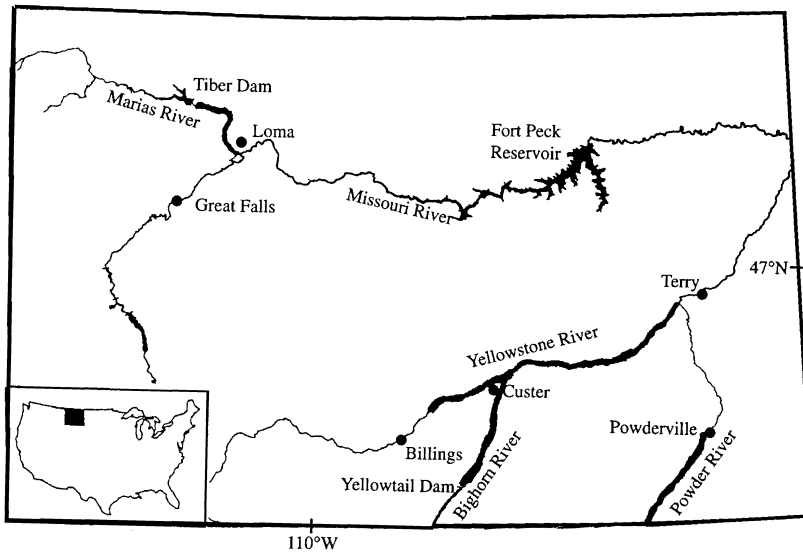 Tiber Dam
Marias River
Loma
Fort Peck
Reservoir
Great Falls
Missouri River
47°N
Terry
Yellowstone River
Custer
Powderville
Billings
Yellowtail Dam
Bighorn River
Powder River
110°W